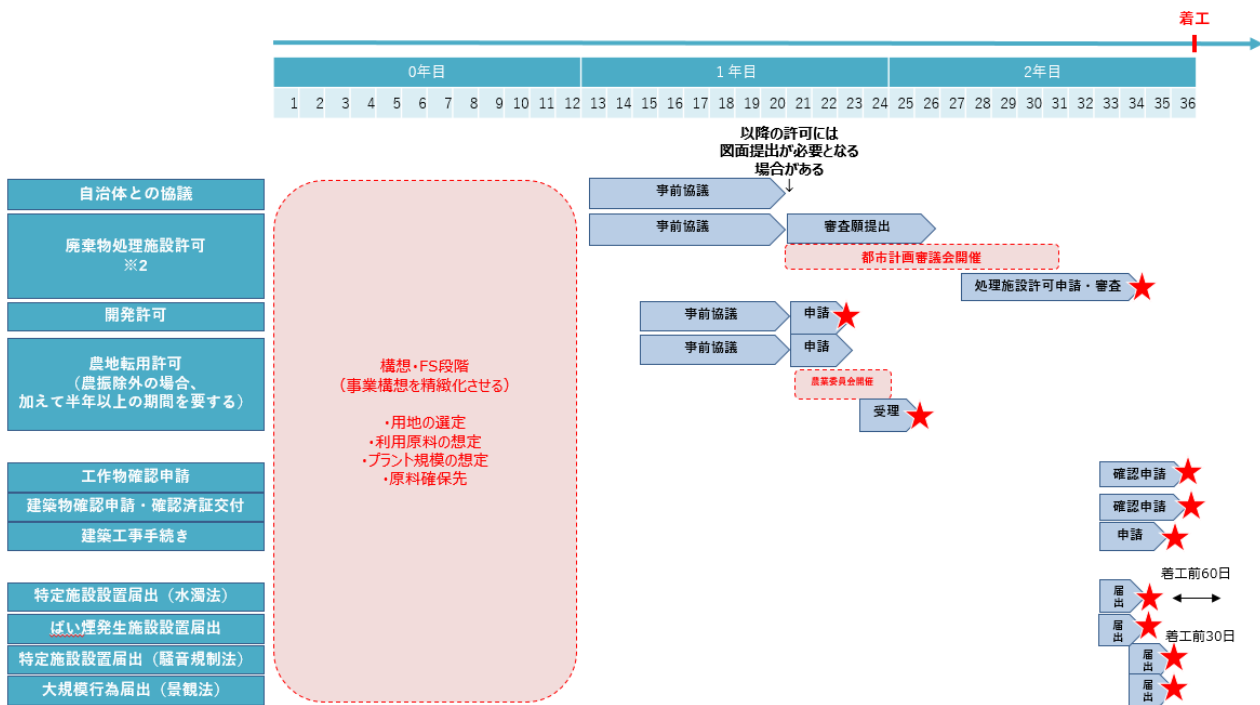 着工
0年目 1年目 2年目
1 2 3 4 5 6 7 8 9 10 11 12 13 14 15 16 17 18 19 20 21 22 23 24 25 26 27 28 29 30 31 32 33 34 35 36
以降の許可には
図面提出が必要となる
場合がある
↓
自治体との協議
事前協議
廃棄物処理施設許可
※2
事前協議
審査願提出
都市計画審議会開催
処理施設許可申請・審査
開発許可
事前協議
申請
農地転用許可
(農振除外の場合、
加えて半年以上の期間を要する)
事前協議
申請
農業委員会開催
受理
構想・FS段階
(事業構想を精緻化させる)
・用地の選定
・利用原料の想定
・プラント規模の想定
・原料確保先
工作物確認申請
確認申請
建築物確認申請・確認済証交付
確認申請
建築工事手続き
申請
特定施設設置届出(水濁法)
届出
着工前60日
ばい煙発生施設設置届出
届出
着工前30日
特定施設設置届出(騒音規制法)
届出
大規模行為届出(景観法)
届出